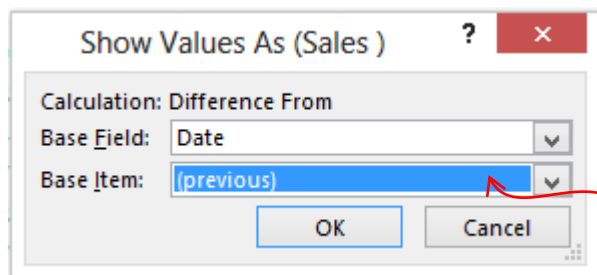 Show Values As (Sales )
?
Calculation: Difference From
Base Field: Date
Base Item: (previous)
OK Cancel